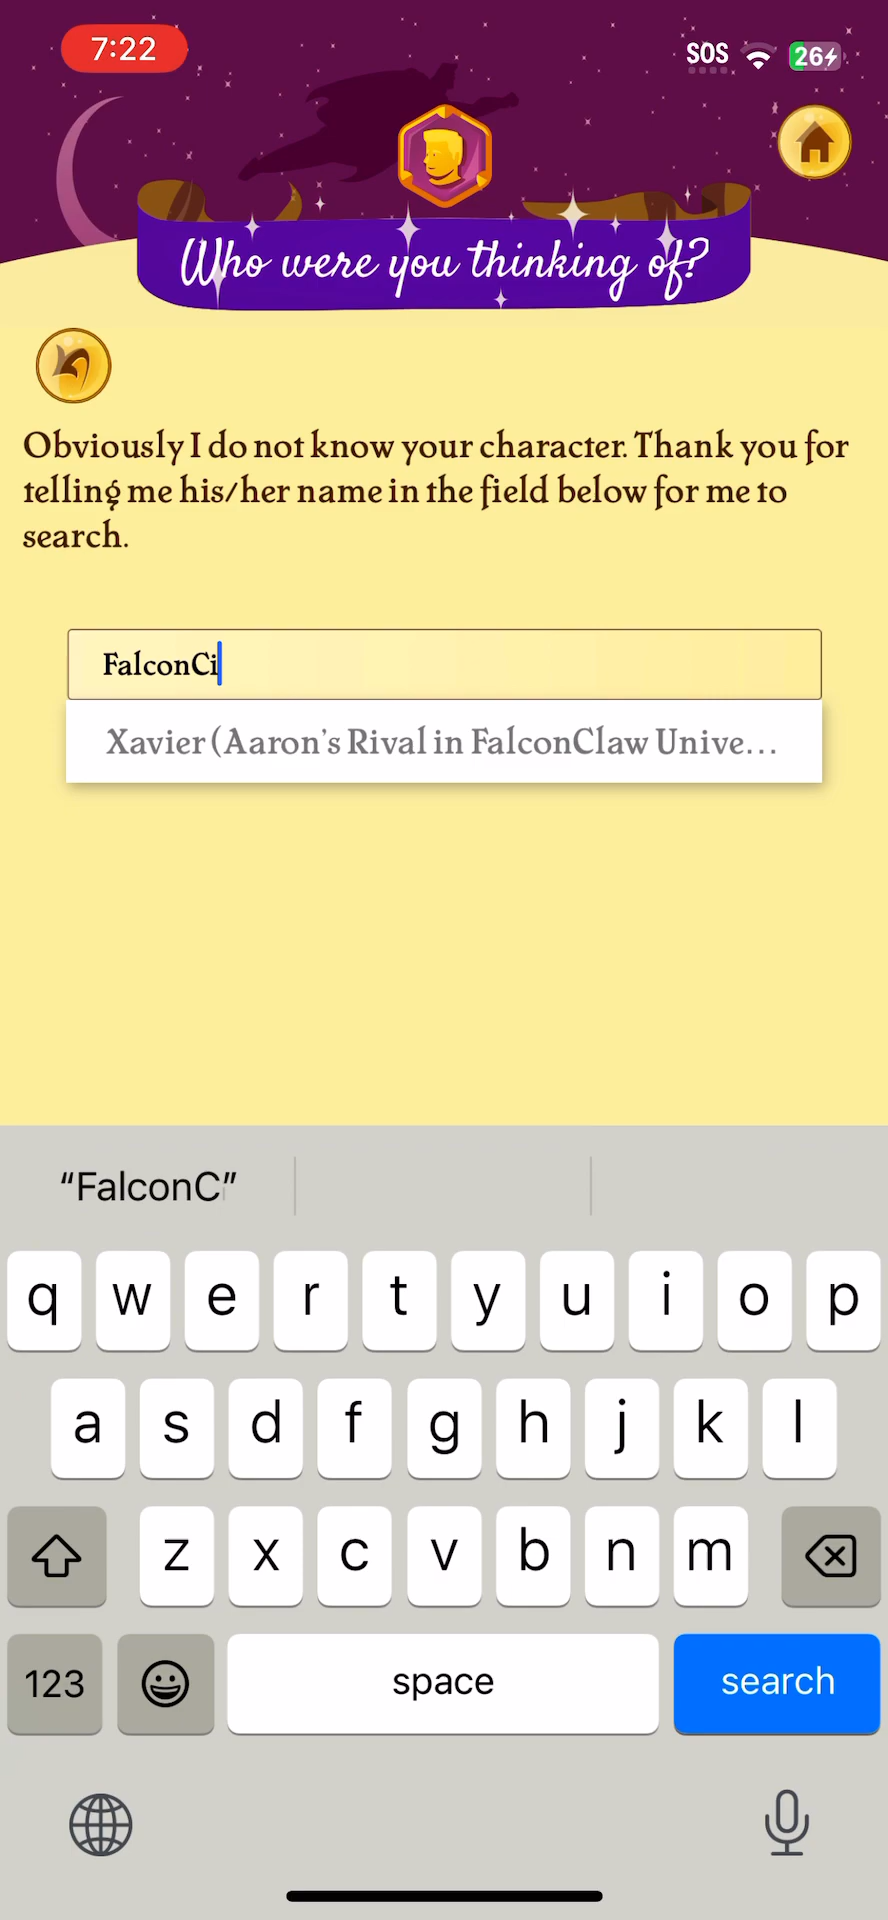 7:22
SOS
26
Who were you thinking of?
Obviously I do not know your character. Thank you for
telling me his/her name in the field below for me to
search.
FalconCi
Xavier (Aaron's Rival in FalconClaw Unive...
“FalconC”
q w e r t y u i o p
a s d f g h j k l
z x c v b n m
123 space search